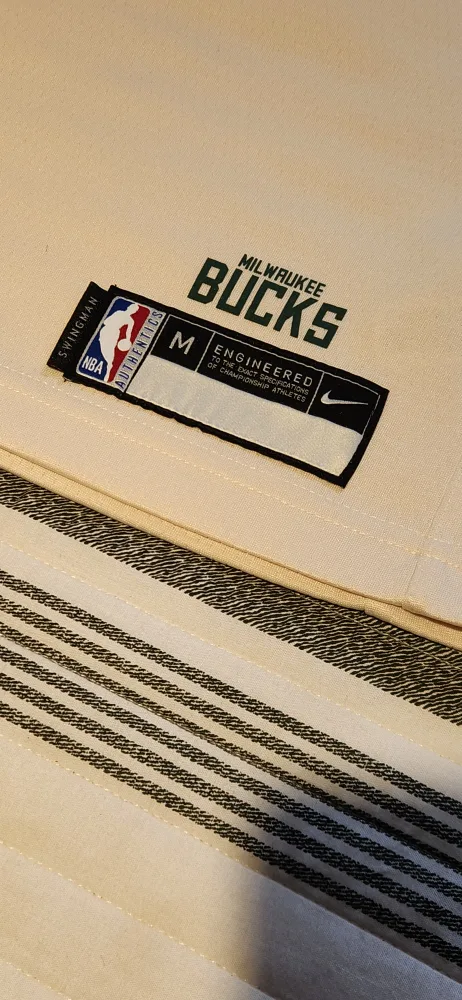 MILWAUKEE
BUCKS
SWINGMAN
NBA
AUTHENTICS
M
ENGINEERED
TO THE EXACT SPECIFICATIONS
OF CHAMPIONSHIP ATHLETES